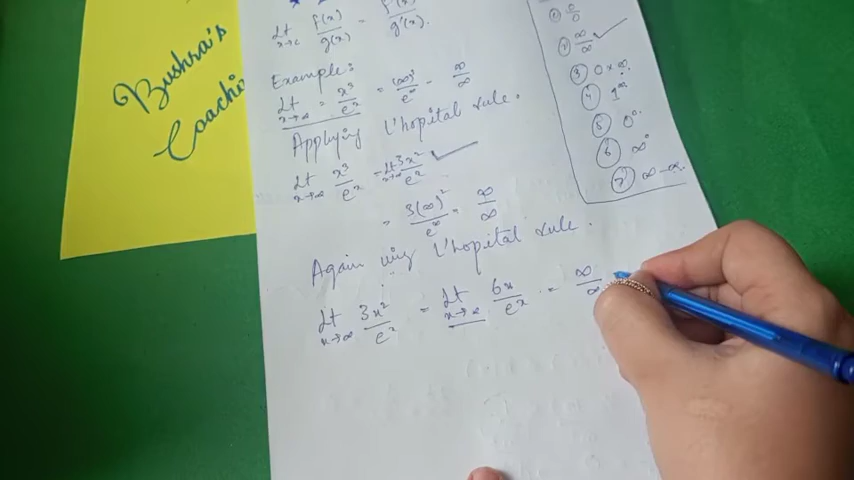 Bushra's
Coachi
Lt x→c f(x)/g(x) = f'(x)/g'(x).
Example:
Lt x→∞ = x³/eˣ = (∞)³/e^∞ = ∞/∞
Applying L'hopital rule.
Lt x→∞ x³/eˣ = Lt x→∞ 3x²/eˣ ✓
= 3(∞)²/e^∞ = ∞/∞
Again L'hopital rule.
Lt x→∞ 3x²/eˣ = Lt x→∞ 6x/eˣ = ∞/∞
① 0/0
② ∞/∞ ✓
③ 0×∞
④ 1^∞
⑤ 0⁰
⑥ ∞⁰
⑦ ∞-∞